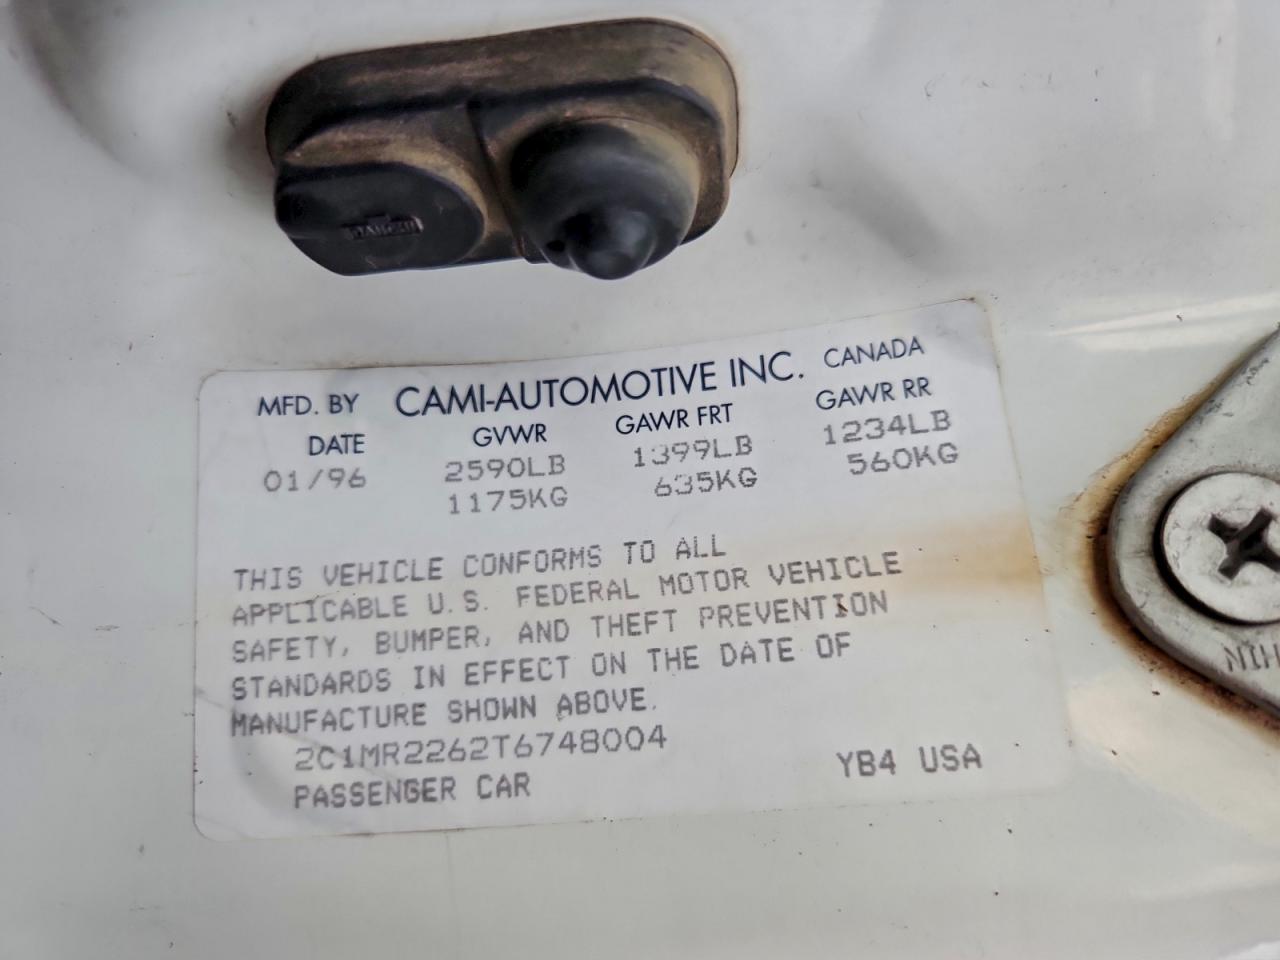 MFD. BY CAMI-AUTOMOTIVE INC. CANADA
DATE GVWR GAWR FRT GAWR RR
01/96 2590LB 1399LB 1234LB
1175KG 635KG 560KG
THIS VEHICLE CONFORMS TO ALL
APPLICABLE U.S. FEDERAL MOTOR VEHICLE
SAFETY, BUMPER, AND THEFT PREVENTION
STANDARDS IN EFFECT ON THE DATE OF
MANUFACTURE SHOWN ABOVE.
2C1MR2262T6748004
PASSENGER CAR YB4 USA